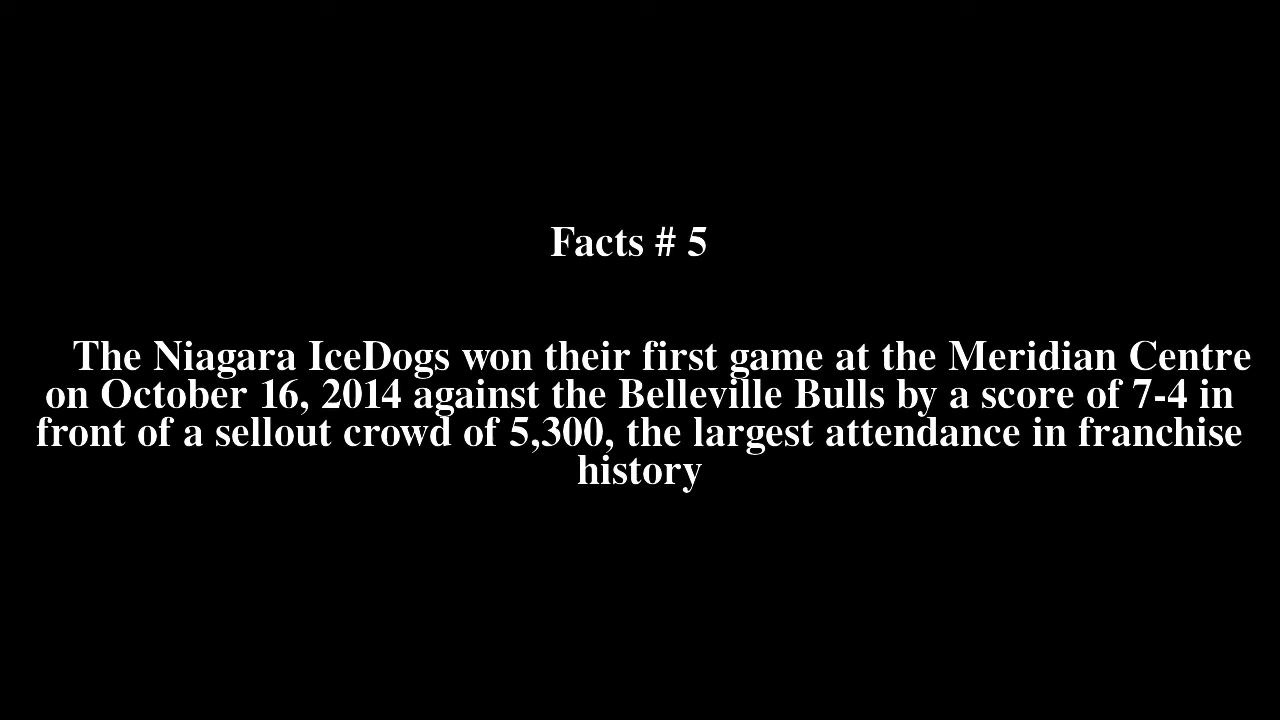 Facts # 5
The Niagara IceDogs won their first game at the Meridian Centre
on October 16, 2014 against the Belleville Bulls by a score of 7-4 in
front of a sellout crowd of 5,300, the largest attendance in franchise
history